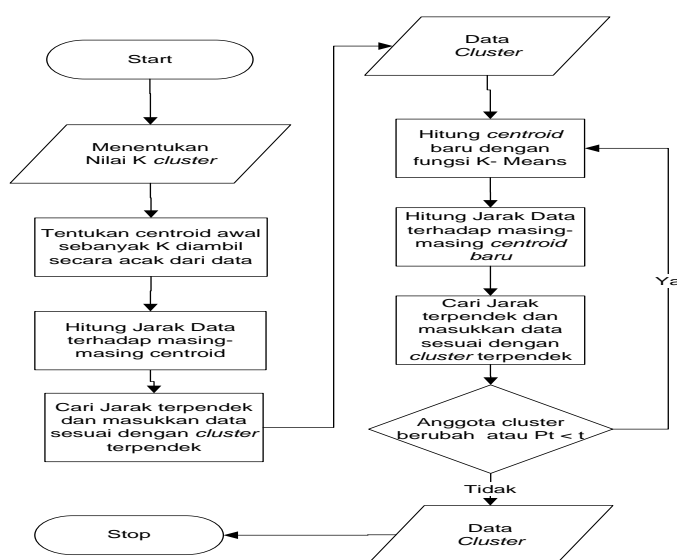 Start
Menentukan
Nilai K cluster
Tentukan centroid awal
sebanyak K diambil
secara acak dari data
Hitung Jarak Data
terhadap masing-
masing centroid
Cari Jarak terpendek
dan masukkan data
sesuai dengan cluster
terpendek
Data
Cluster
Hitung centroid
baru dengan
fungsi K- Means
Hitung Jarak Data
terhadap masing-
masing centroid
baru
Cari Jarak
terpendek dan
masukkan data
sesuai dengan
cluster terpendek
Anggota cluster
berubah atau Pt < t
Ya
Tidak
Data
Cluster
Stop